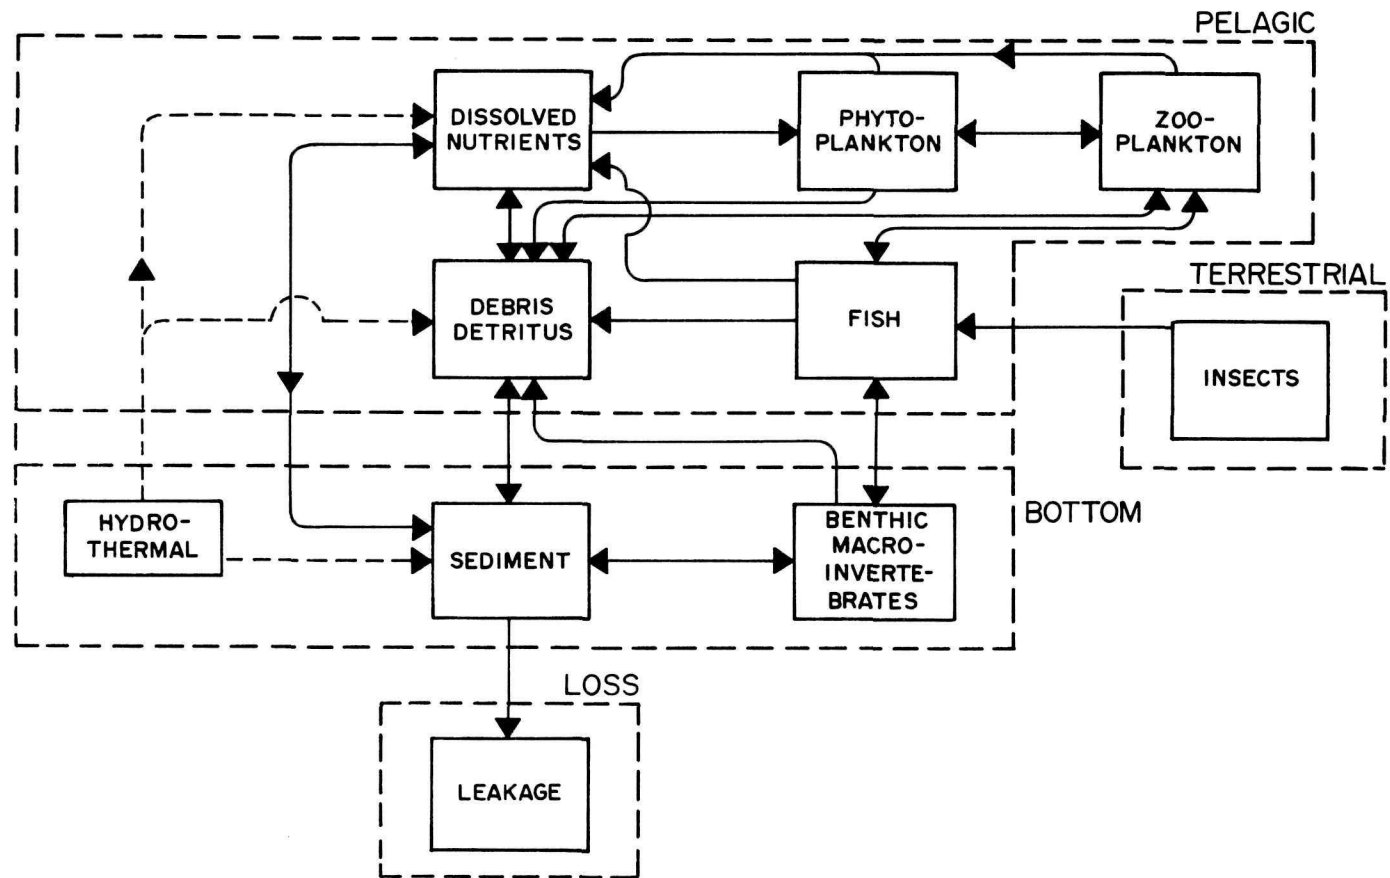 PELAGIC
DISSOLVED
NUTRIENTS
PHYTO-
PLANKTON
ZOO-
PLANKTON
TERRESTRIAL
DEBRIS
DETRITUS
FISH
INSECTS
HYDRO-
THERMAL
SEDIMENT
BENTHIC
MACRO-
INVERTE-
BRATES
BOTTOM
LOSS
LEAKAGE